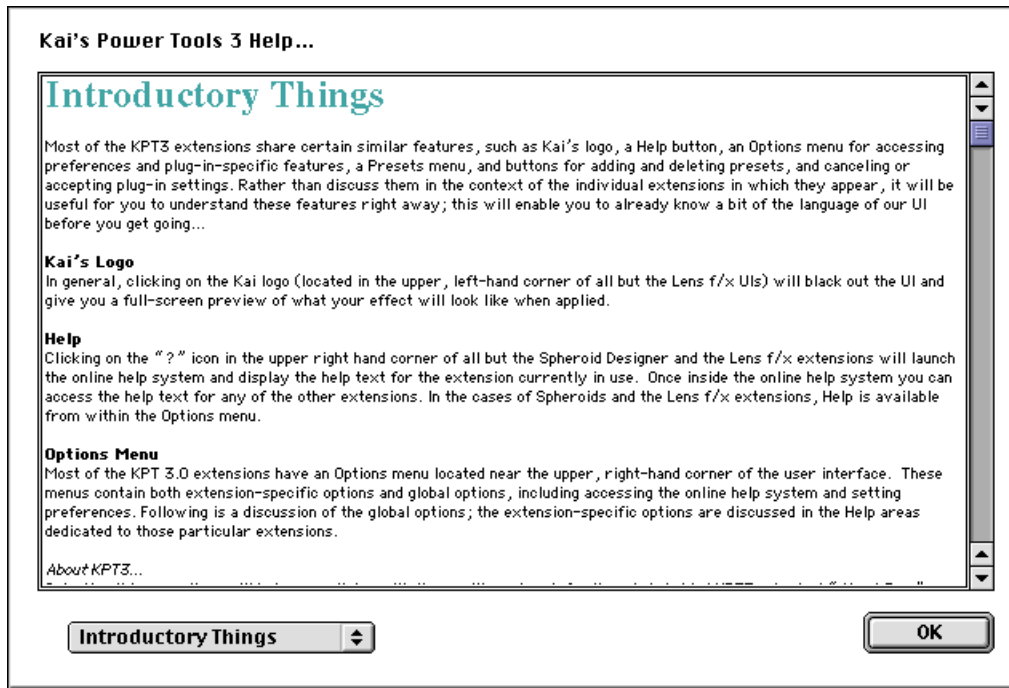 Kai's Power Tools 3 Help...
Introductory Things
Most of the KPT3 extensions share certain similar features, such as Kai's logo, a Help button, an Options menu for accessing
preferences and plug-in-specific features, a Presets menu, and buttons for adding and deleting presets, and canceling or
accepting plug-in settings. Rather than discuss them in the context of the individual extensions in which they appear, it will be
useful for you to understand these features right away; this will enable you to already know a bit of the language of our UI
before you get going...
Kai's Logo
In general, clicking on the Kai logo (located in the upper, left-hand corner of all but the Lens f/x UIs) will black out the UI and
give you a full-screen preview of what your effect will look like when applied.
Help
Clicking on the "?" icon in the upper right hand corner of all but the Spheroid Designer and the Lens f/x extensions will launch
the online help system and display the help text for the extension currently in use.  Once inside the online help system you can
access the help text for any of the other extensions. In the cases of Spheroids and the Lens f/x extensions, Help is available
from within the Options menu.
Options Menu
Most of the KPT 3.0 extensions have an Options menu located near the upper, right-hand corner of the user interface.  These
menus contain both extension-specific options and global options, including accessing the online help system and setting
preferences. Following is a discussion of the global options; the extension-specific options are discussed in the Help areas
dedicated to those particular extensions.
About KPT3...
Introductory Things
OK